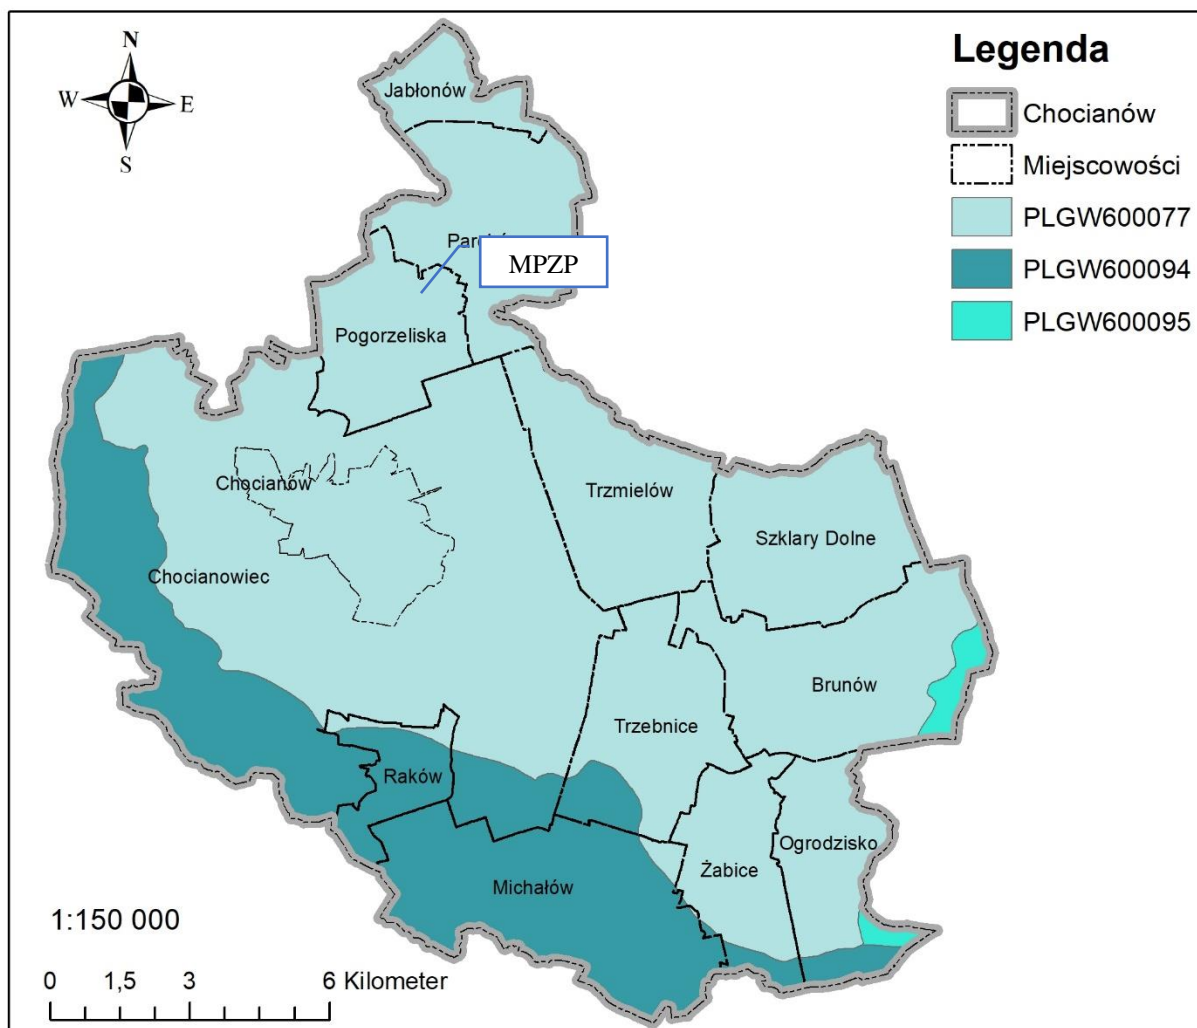 N
W
E
S
Legenda
Chocianów
Miejscowości
PLGW600077
PLGW600094
PLGW600095
Jabłonów
MPZP
Pogorzeliska
Chocianów
Trzmielów
Szklary Dolne
Chocianowiec
Brunów
Trzebnice
Raków
Ogrodzisko
Żabice
Michałów
1:150 000
0 1,5 3 6 Kilometer